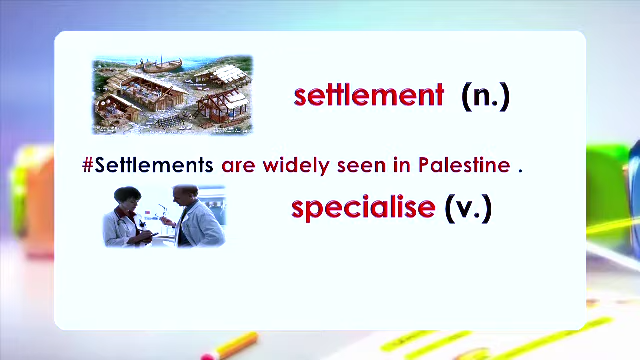 settlement (n.)
#Settlements are widely seen in Palestine .
specialise (v.)